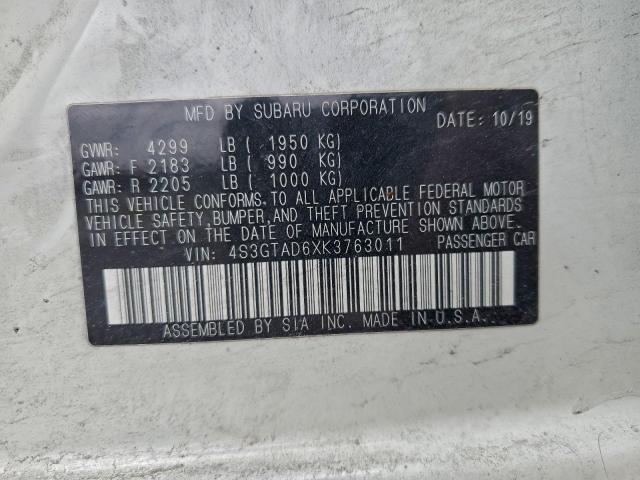 MFD BY SUBARU CORPORATION DATE: 10/19
GVWR: 4299 LB ( 1950 KG)
GAWR: F 2183 LB ( 990 KG)
GAWR: R 2205 LB ( 1000 KG)
THIS VEHICLE CONFORMS TO ALL APPLICABLE FEDERAL MOTOR
VEHICLE SAFETY, BUMPER, AND THEFT PREVENTION STANDARDS
IN EFFECT ON THE DATE OF MANUFACTURE SHOWN ABOVE.
VIN: 4S3GTAD6XK3763011 PASSENGER CAR
ASSEMBLED BY SIA INC. MADE IN U.S.A.